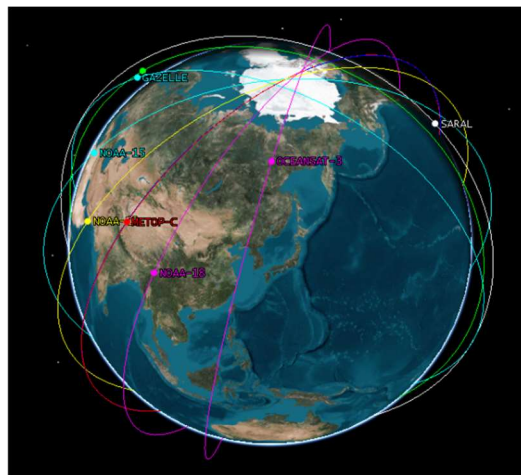 GAZELLE
SARAL
NOAA-15
OCEANSAT-3
NOAA-
METOP-C
NOAA-18